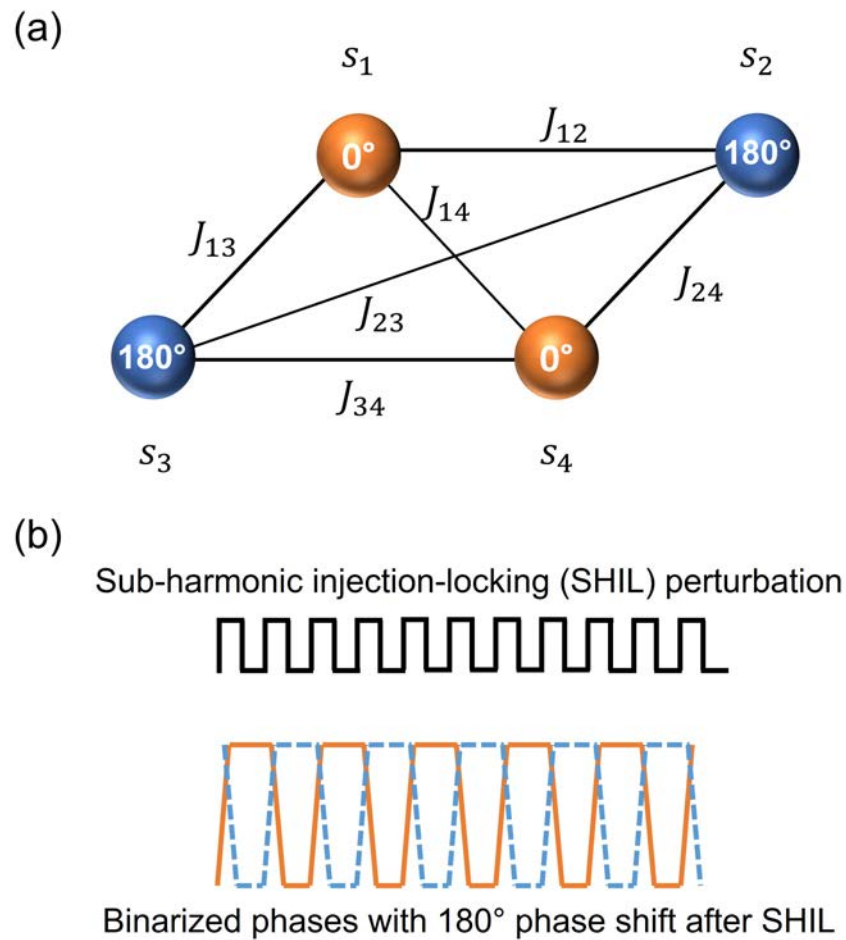 (a)
s₁ s₂
J₁₂
0° 180°
J₁₄
J₁₃
J₂₃ J₂₄
180° 0°
J₃₄
s₃ s₄
(b)
Sub-harmonic injection-locking (SHIL) perturbation
Binarized phases with 180° phase shift after SHIL